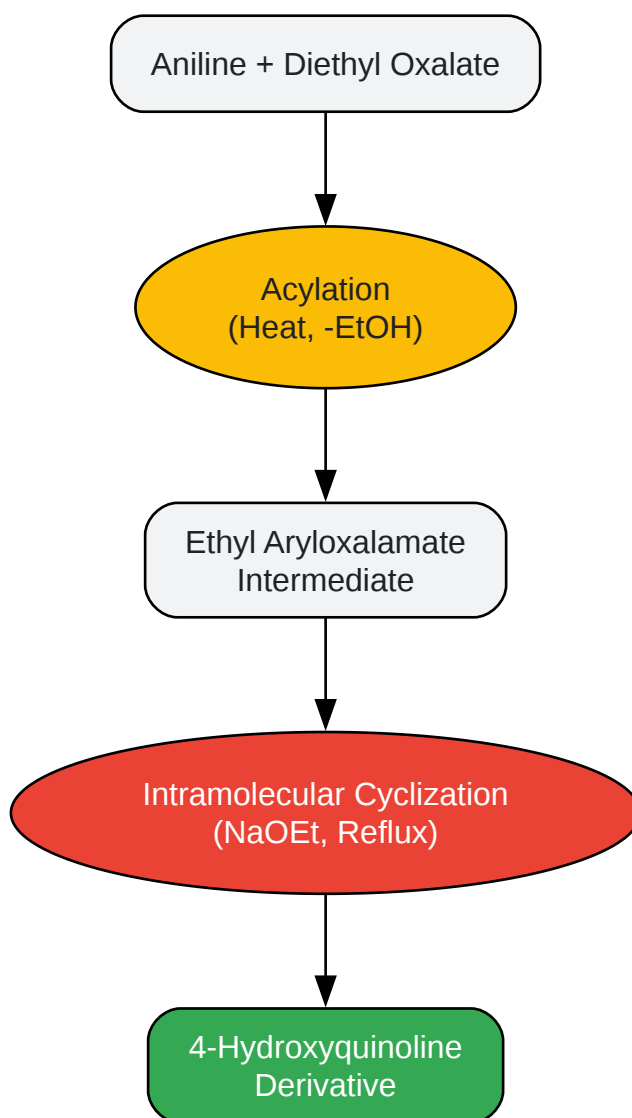 Aniline + Diethyl Oxalate
Acylation
(Heat, -EtOH)
Ethyl Aryloxalamate
Intermediate
Intramolecular Cyclization
(NaOEt, Reflux)
4-Hydroxyquinoline
Derivative